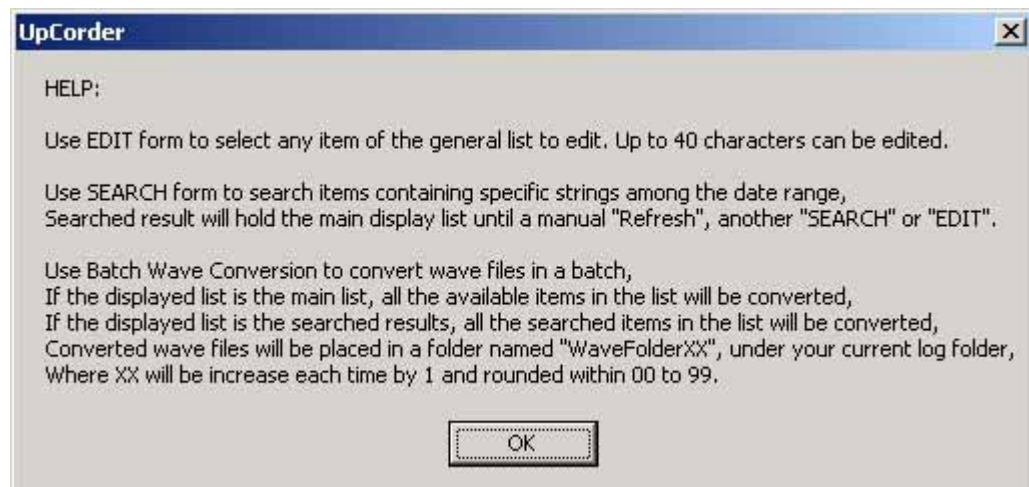 UpCorder
HELP:
Use EDIT form to select any item of the general list to edit. Up to 40 characters can be edited.
Use SEARCH form to search items containing specific strings among the date range,
Searched result will hold the main display list until a manual "Refresh", another "SEARCH" or "EDIT".
Use Batch Wave Conversion to convert wave files in a batch,
If the displayed list is the main list, all the available items in the list will be converted,
If the displayed list is the searched results, all the searched items in the list will be converted,
Converted wave files will be placed in a folder named "WaveFolderXX", under your current log folder,
Where XX will be increase each time by 1 and rounded within 00 to 99.
OK